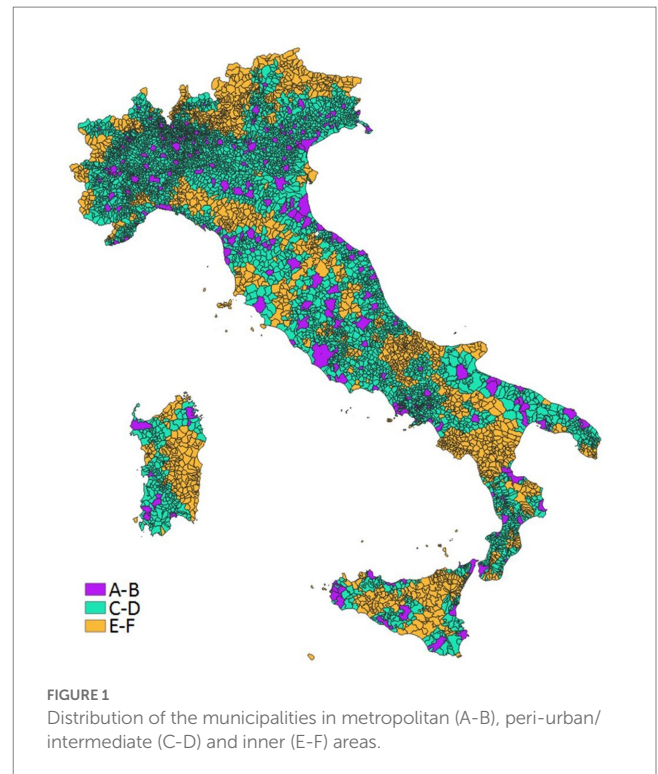 A-B
C-D
E-F
FIGURE 1
Distribution of the municipalities in metropolitan (A-B), peri-urban/
intermediate (C-D) and inner (E-F) areas.